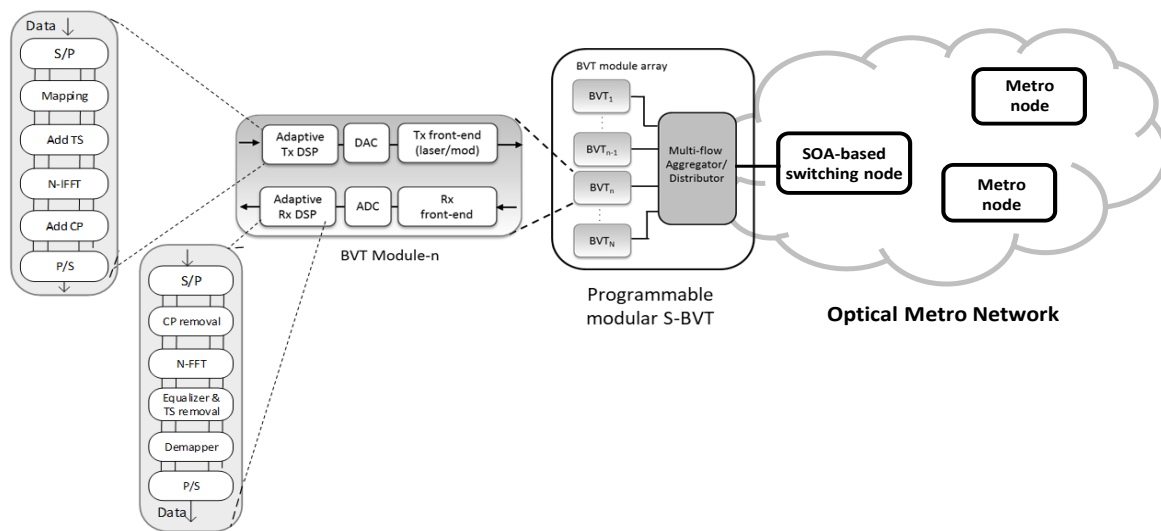 Data
S/P
Mapping
Add TS
N-IFFT
Add CP
P/S
Adaptive
Tx DSP
DAC
Tx front-end
(laser/mod)
Adaptive
Rx DSP
ADC
Rx
front-end
BVT Module-n
S/P
CP removal
N-FFT
Equalizer &
TS removal
Demapper
P/S
Data
BVT module array
BVT1
BVTn-1
BVTn
BVTN
Multi-flow
Aggregator/
Distributor
Programmable
modular S-BVT
SOA-based
switching node
Metro
node
Metro
node
Optical Metro Network